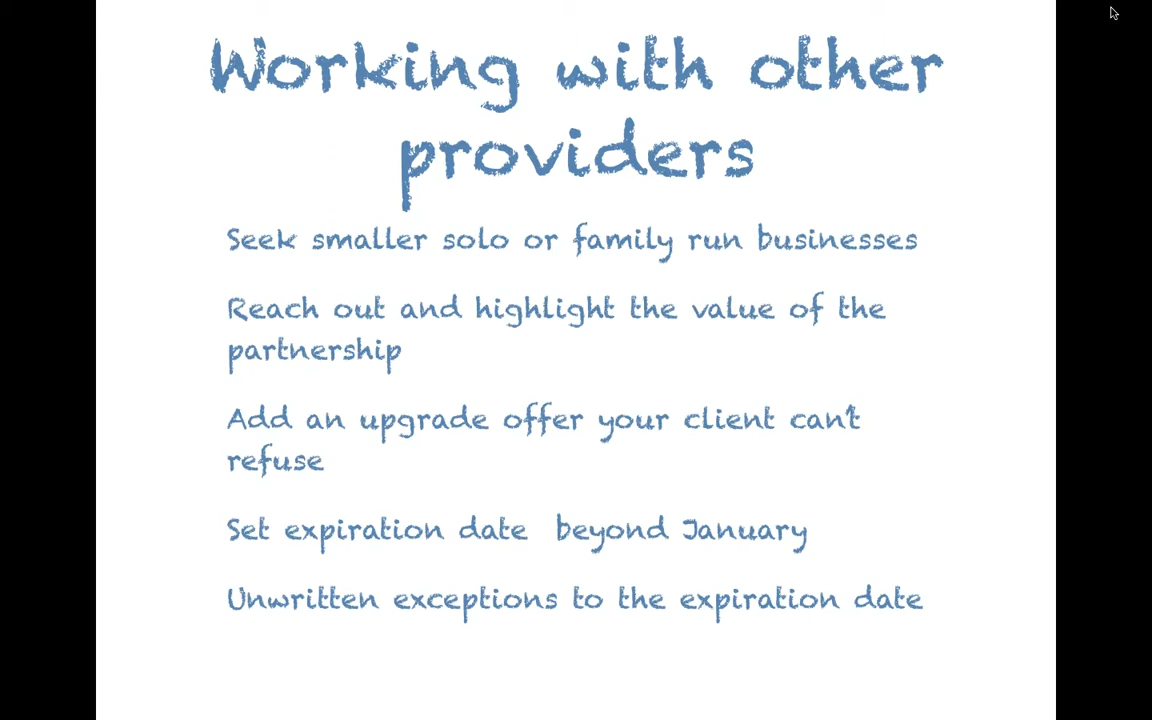 Working with other
providers
Seek smaller solo or family run businesses
Reach out and highlight the value of the
partnership
Add an upgrade offer your client can't
refuse
Set expiration date  beyond January
Unwritten exceptions to the expiration date